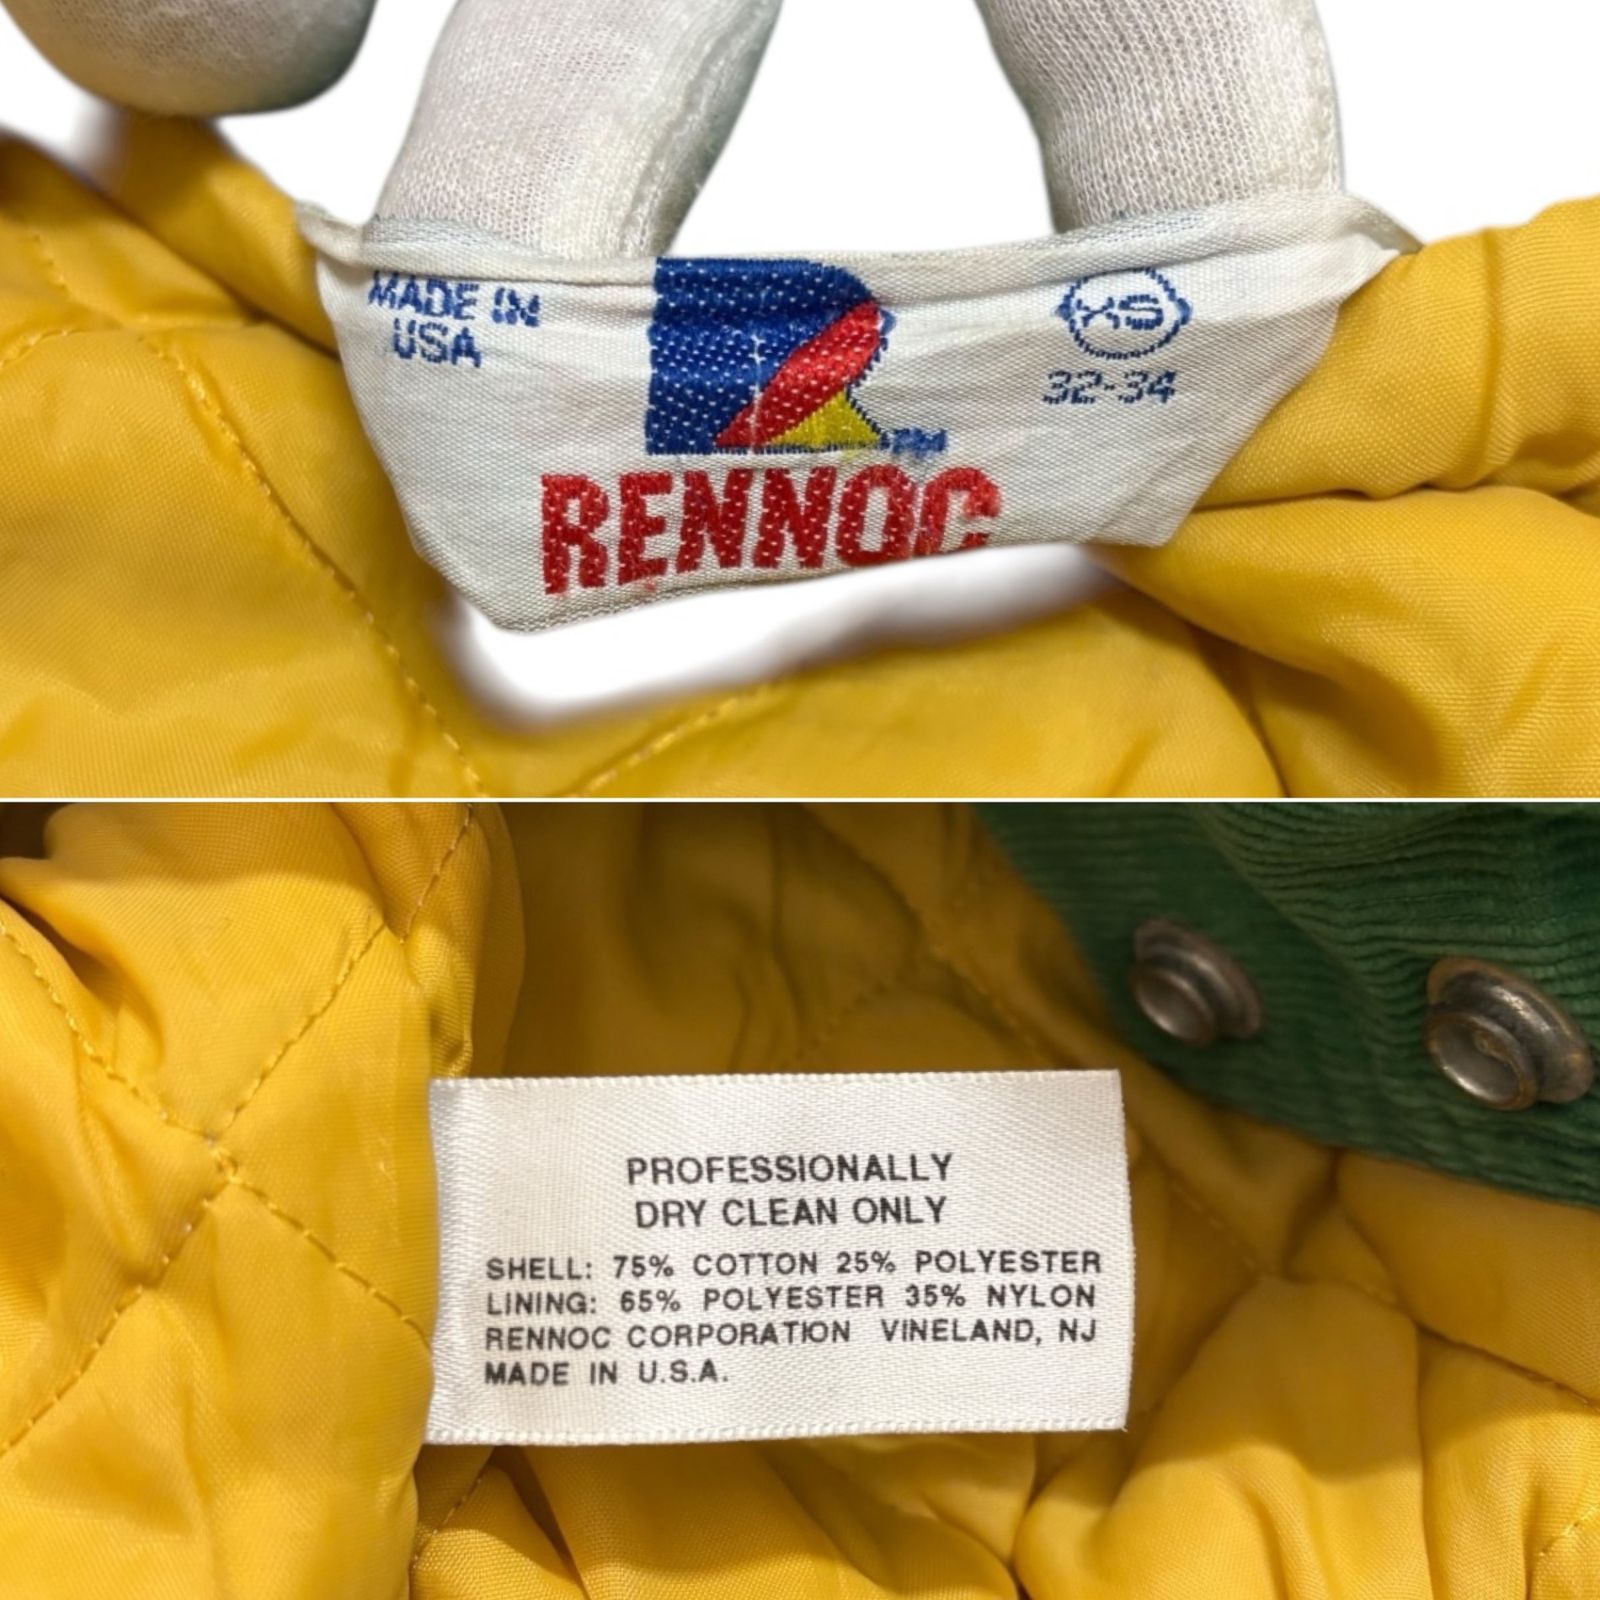 MADE IN
USA
XS
32-34
TM
RENNOC
PROFESSIONALLY
DRY CLEAN ONLY
SHELL: 75% COTTON 25% POLYESTER
LINING: 65% POLYESTER 35% NYLON
RENNOC CORPORATION VINELAND, NJ
MADE IN U.S.A.